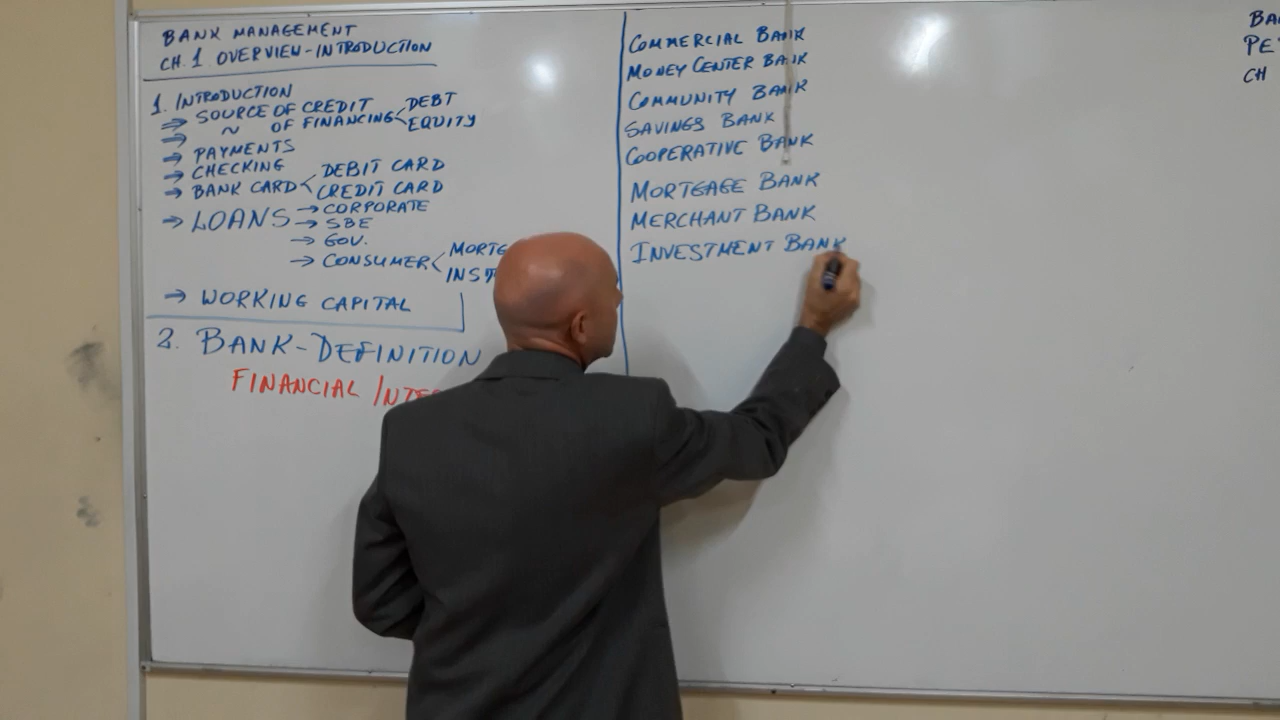 BANK MANAGEMENT
CH. 1 OVERVIEW-INTRODUCTION
1. INTRODUCTION
⇒ SOURCE OF CREDIT
⇒ ~ OF FINANCING < DEBT
EQUITY
→ PAYMENTS
→ CHECKING
→ BANK CARD < DEBIT CARD
CREDIT CARD
⇒ LOANS → CORPORATE
→ SBE
→ GOV.
→ CONSUMER <
⇒ WORKING CAPITAL
2. BANK-DEFINITION
FINANCIAL
COMMERCIAL BANK
MONEY CENTER BANK
COMMUNITY BANK
SAVINGS BANK
COOPERATIVE BANK
MORTGAGE BANK
MERCHANT BANK
INVESTMENT BANK
CH